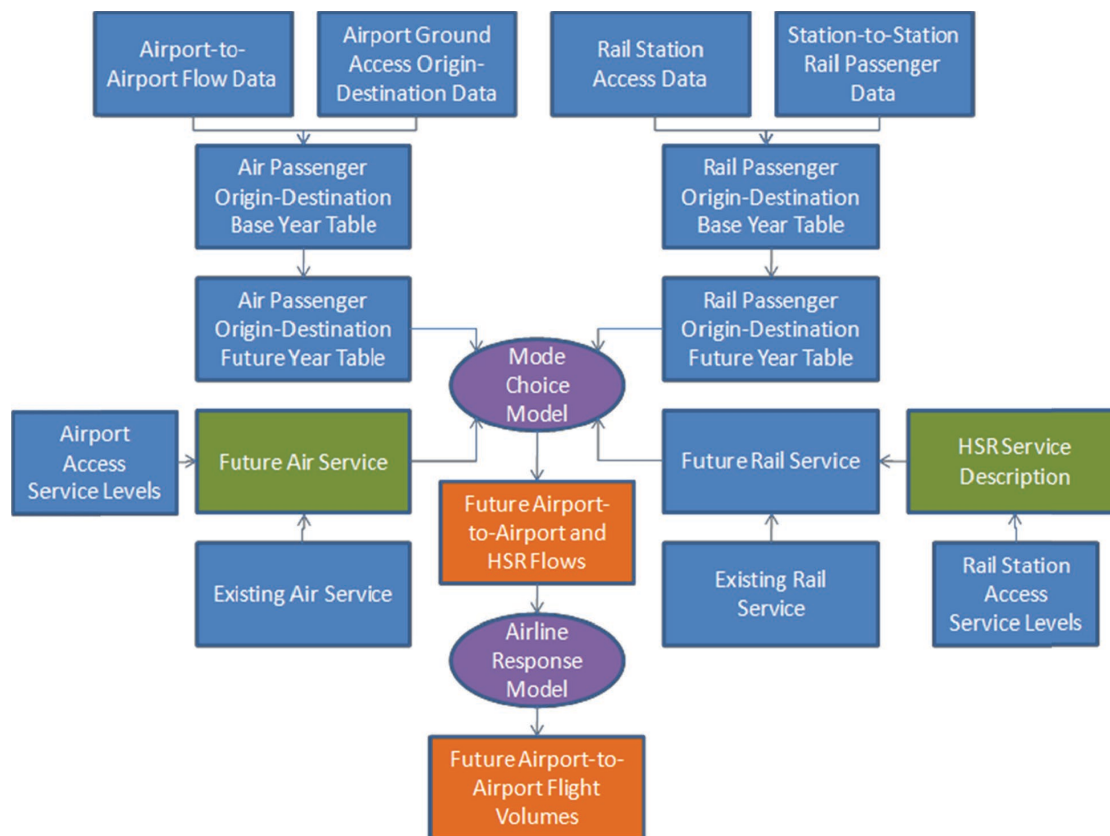 Airport-to-
Airport Flow Data
Airport Ground
Access Origin-
Destination Data
Rail Station
Access Data
Station-to-Station
Rail Passenger
Data
Air Passenger
Origin-Destination
Base Year Table
Rail Passenger
Origin-Destination
Base Year Table
Air Passenger
Origin-Destination
Future Year Table
Rail Passenger
Origin-Destination
Future Year Table
Mode
Choice
Model
Airport
Access
Service Levels
Future Air Service
Future Rail Service
HSR Service
Description
Future Airport-
to-Airport and
HSR Flows
Existing Air Service
Existing Rail
Service
Rail Station
Access
Service Levels
Airline
Response
Model
Future Airport-to-
Airport Flight
Volumes